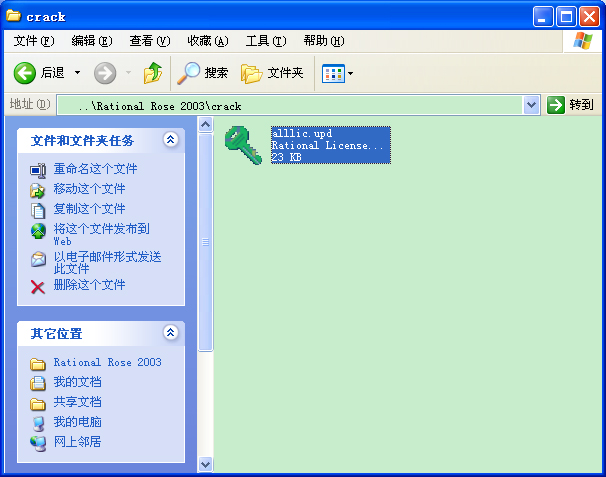 crack
文件(F) 编辑(E) 查看(V) 收藏(A) 工具(T) 帮助(H)
后退 搜索 文件夹
地址(D) ..\Rational Rose 2003\crack 转到
文件和文件夹任务
重命名这个文件
移动这个文件
复制这个文件
将这个文件发布到
Web
以电子邮件形式发送
此文件
删除这个文件
其它位置
Rational Rose 2003
我的文档
共享文档
我的电脑
网上邻居
alllic.upd
Rational License...
23 KB